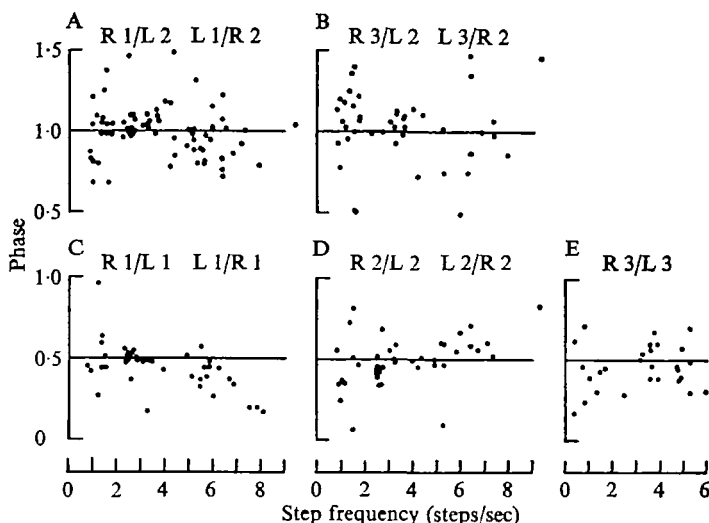 A R 1/L 2 L 1/R 2
B R 3/L 2 L 3/R 2
1·5
1·0
0·5
Phase
C R 1/L 1 L 1/R 1
D R 2/L 2 L 2/R 2
E R 3/L 3
1·0
0·5
0
0 2 4 6 8
0 2 4 6 8
0 2 4 6
Step frequency (steps/sec)